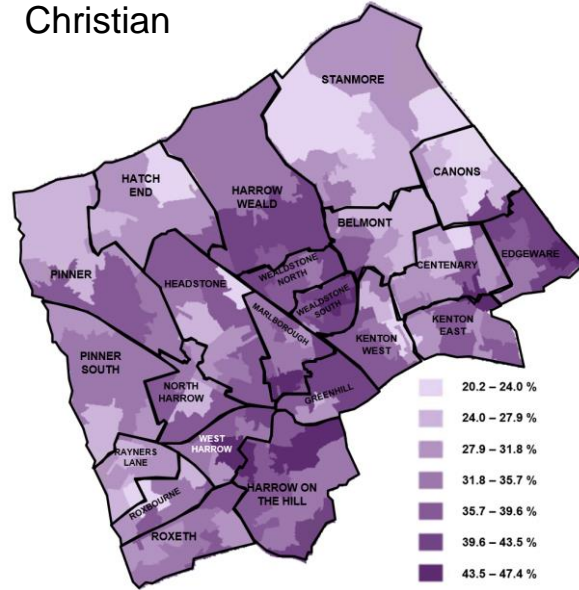 Christian
STANMORE
HATCH
END
CANONS
HARROW
WEALD
BELMONT
EDGEWARE
CENTENARY
WEALDSTONE
NORTH
PINNER
HEADSTONE
WEALDSTONE
SOUTH
MARLBOROUGH
KENTON
EAST
KENTON
WEST
PINNER
SOUTH
NORTH
HARROW
GREENHILL
WEST
HARROW
RAYNERS
LANE
HARROW ON
THE HILL
ROXBOURNE
ROXETH
20.2 – 24.0 %
24.0 – 27.9 %
27.9 – 31.8 %
31.8 – 35.7 %
35.7 – 39.6 %
39.6 – 43.5 %
43.5 – 47.4 %